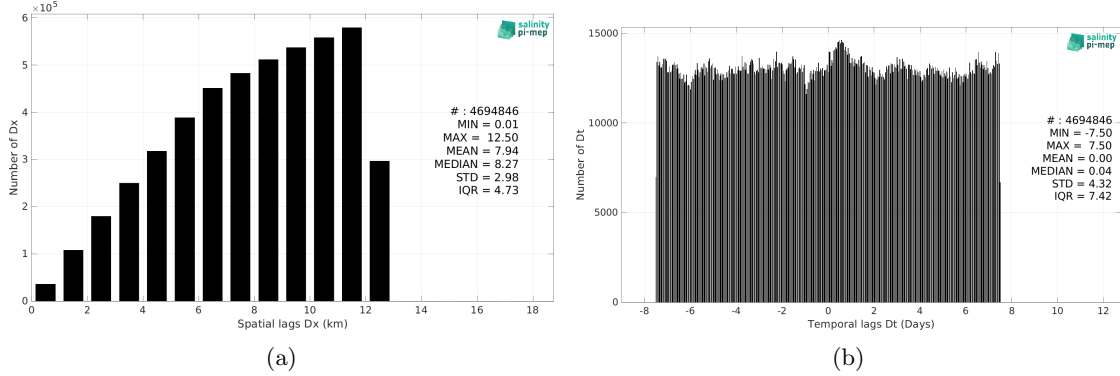 ×10^5
6
5
4
3
2
1
0
Number of Dx
0 2 4 6 8 10 12 14 16 18
Spatial lags Dx (km)
salinity
pi-mep
# : 4694846
MIN = 0.01
MAX = 12.50
MEAN = 7.94
MEDIAN = 8.27
STD = 2.98
IQR = 4.73
(a)
15000
10000
5000
0
Number of Dt
-8 -6 -4 -2 0 2 4 6 8 10 12
Temporal lags Dt (Days)
salinity
pi-mep
# : 4694846
MIN = -7.50
MAX = 7.50
MEAN = 0.00
MEDIAN = 0.04
STD = 4.32
IQR = 7.42
(b)